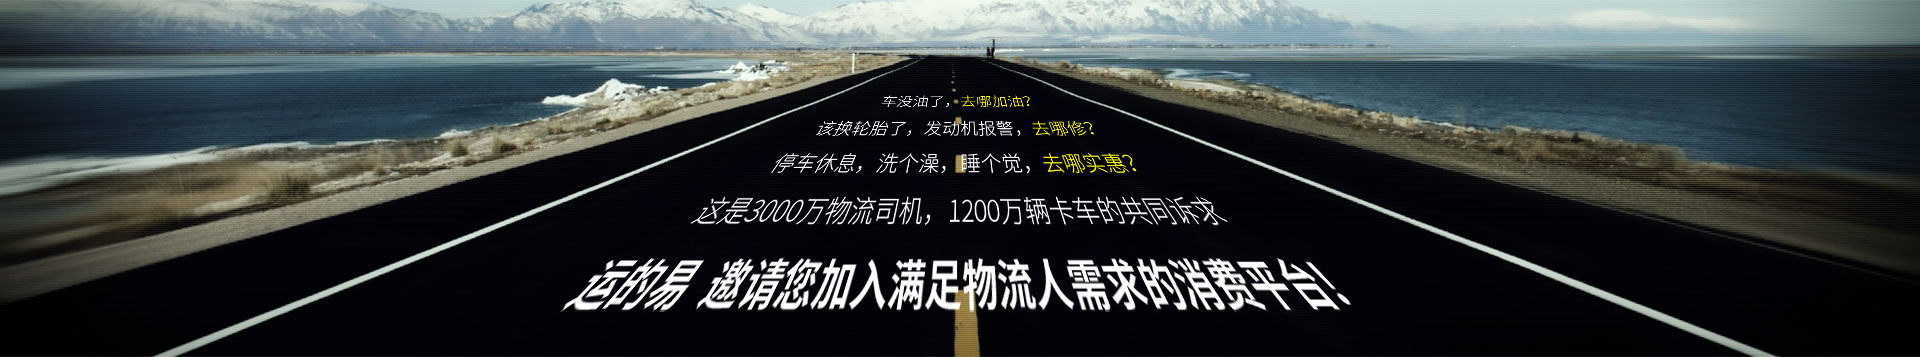 车没油了，去哪加油？
该换轮胎了，发动机报警，去哪修？
停车休息，洗个澡，睡个觉，去哪实惠？
这是3000万物流司机，1200万辆卡车的共同诉求
运的易 邀请您加入满足物流人需求的消费平台！